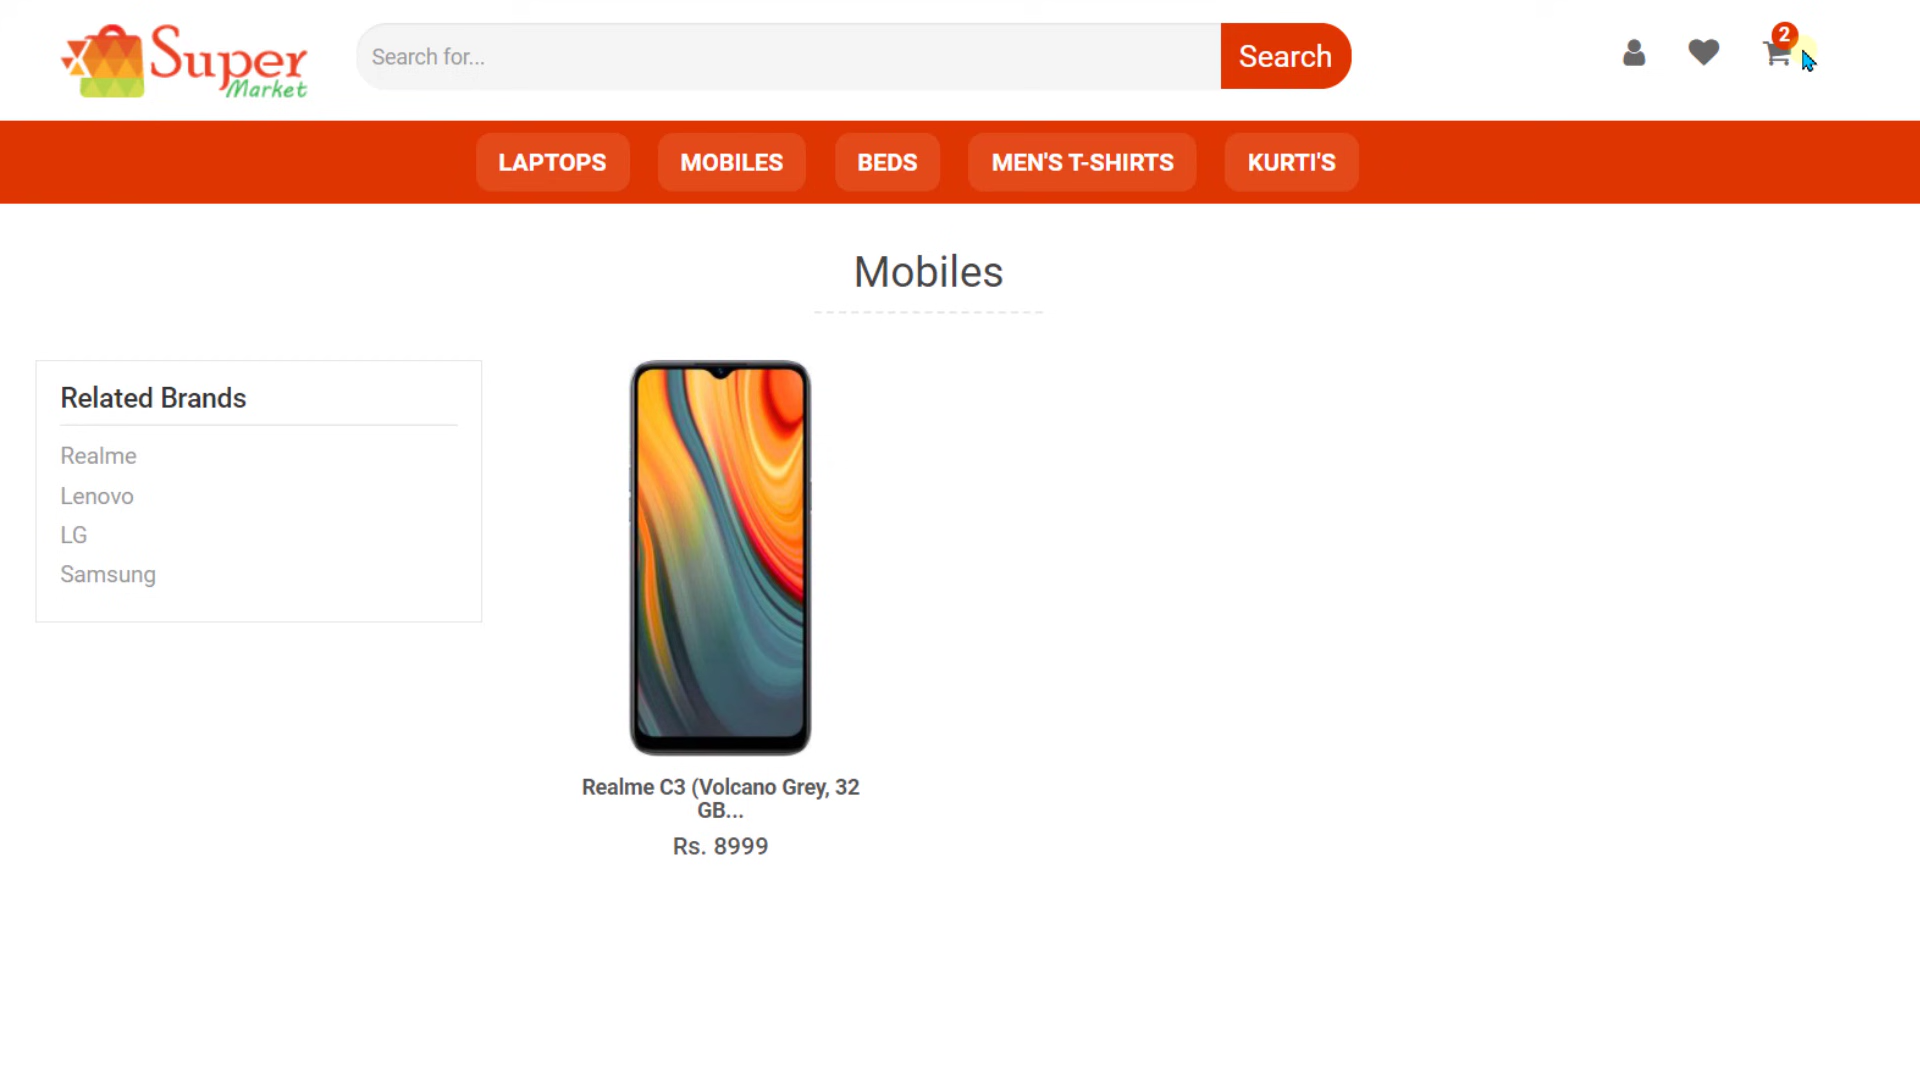 Super
Market
Search for...
Search
2
LAPTOPS
MOBILES
BEDS
MEN'S T-SHIRTS
KURTI'S
Mobiles
Related Brands
Realme
Lenovo
LG
Samsung
Realme C3 (Volcano Grey, 32
GB...
Rs. 8999